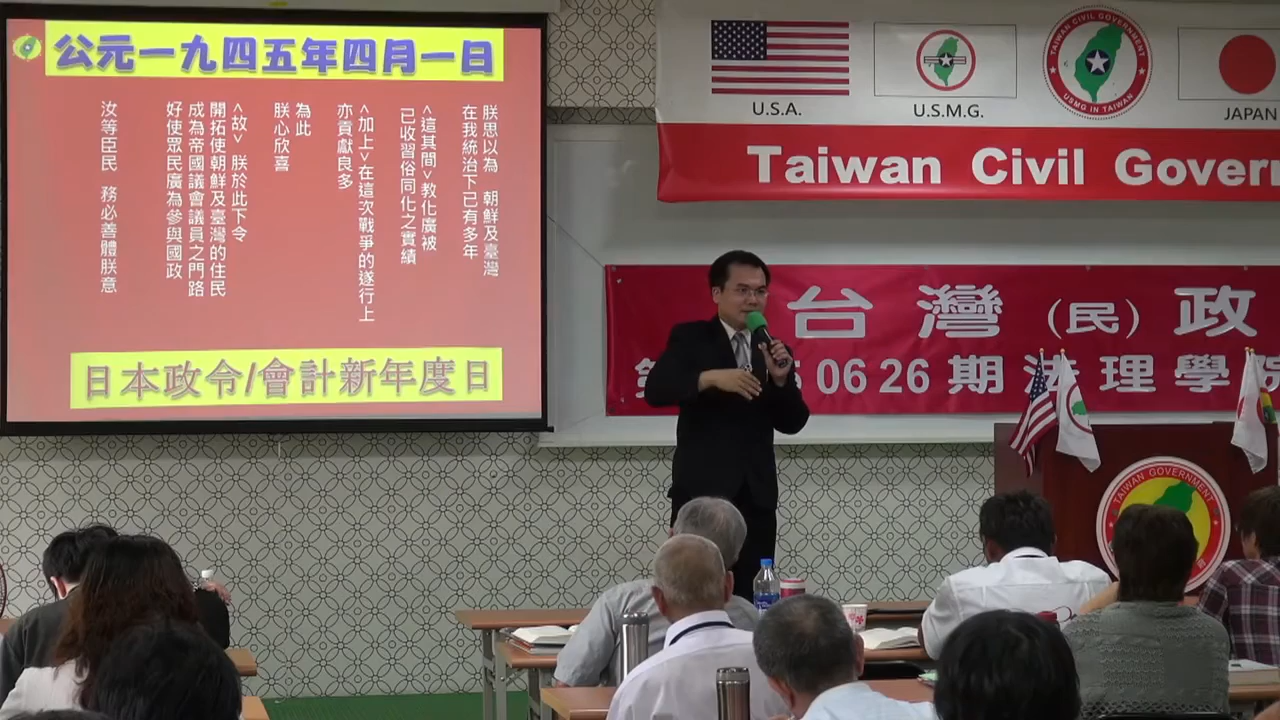 公元一九四五年四月一日
朕思以為 朝鮮及臺灣
在我統治下已有多年
<這其間>教化廣被
已收習俗同化之實績
<加上>在這次戰爭的遂行上
亦貢獻良多
為此
朕心欣喜
<故> 朕於此下令
開拓使朝鮮及臺灣的住民
成為帝國議會議員之門路
好使眾民廣為參與國政
汝等臣民 務必善體朕意
日本政令/會計新年度日
U.S.A.
U.S.M.G.
TAIWAN CIVIL GOVERNMENT
USMG IN TAIWAN
JAPAN
Taiwan Civil Govern
台灣(民)政
第 5 06 26 期法理學院
TAIWAN GOVERNMENT